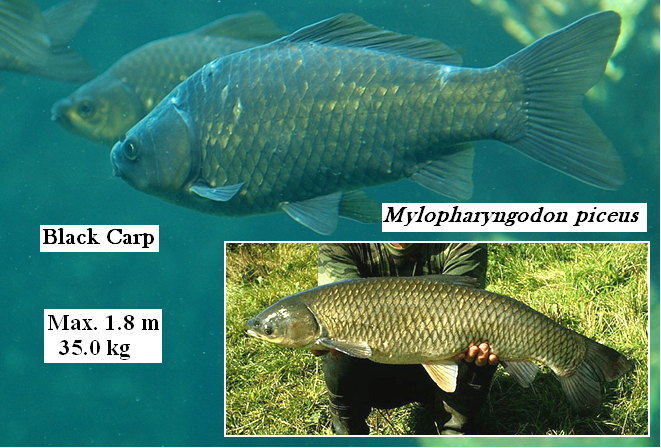 Mylopharyngodon piceus
Black Carp
Max. 1.8 m
35.0 kg